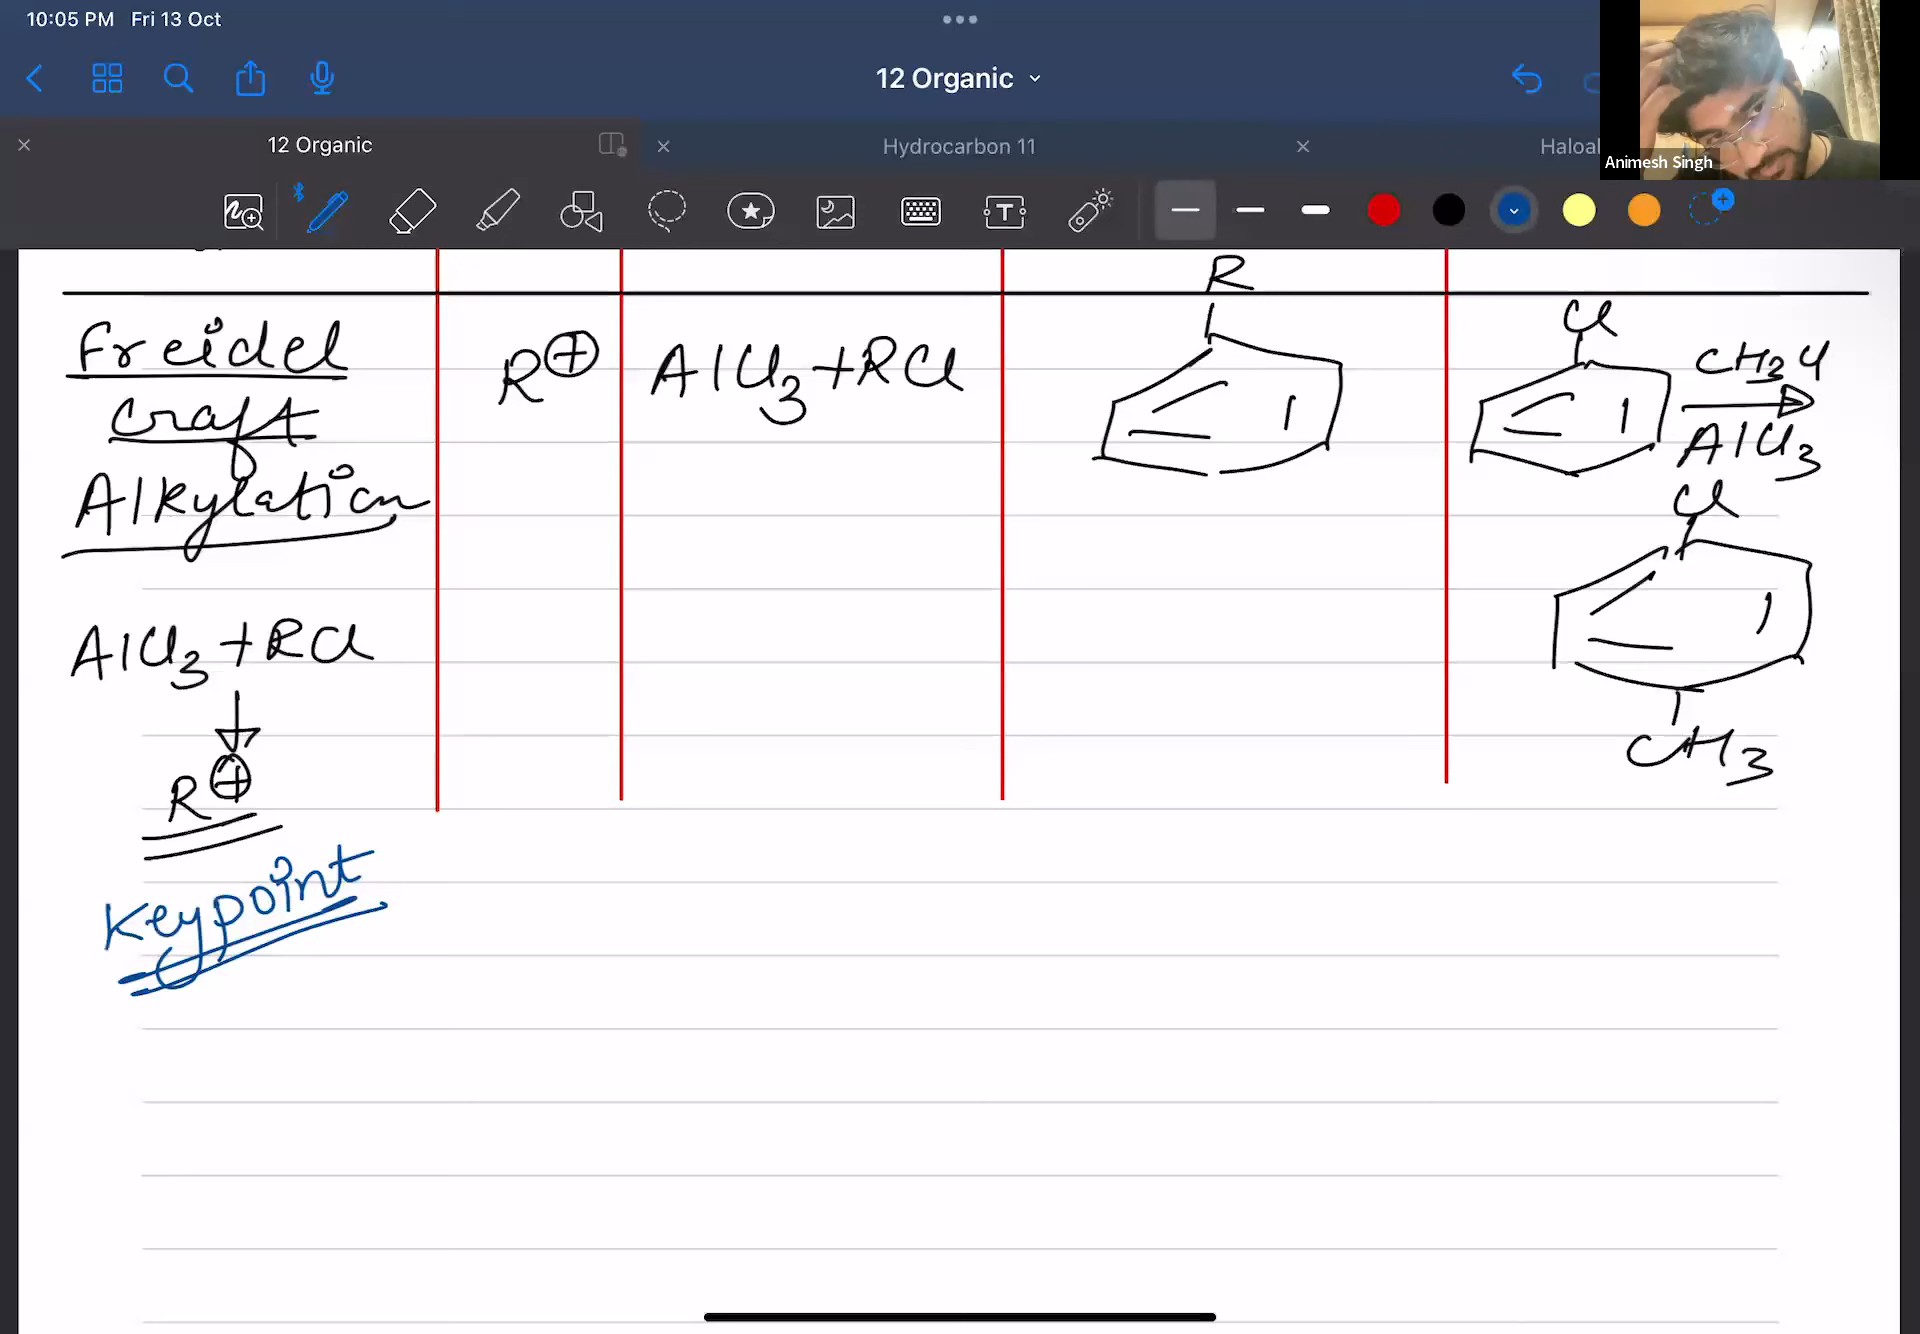 10:05 PM Fri 13 Oct
12 Organic
12 Organic
Hydrocarbon 11
Haloal
Animesh Singh
R
Freidel
craft
Alkylation
R⊕
AlCl3 + RCl
Cl
CH3Cl
AlCl3
Cl
CH3
AlCl3 + RCl
R⊕
Keypoint